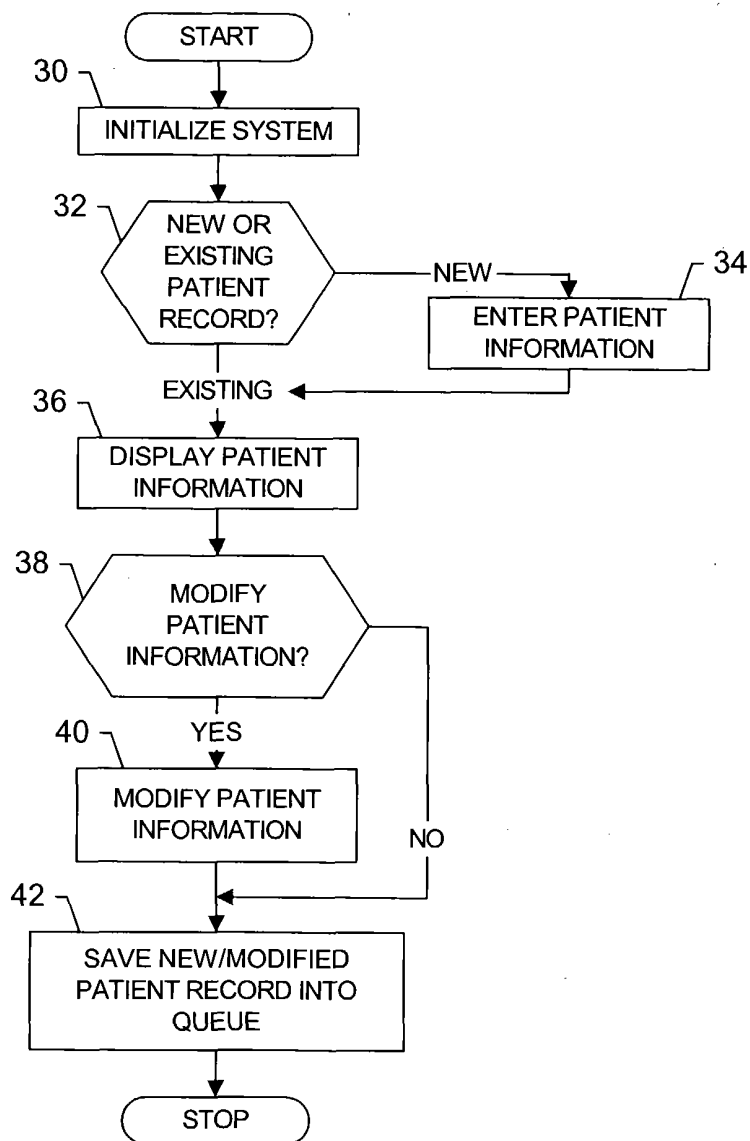 START
30
INITIALIZE SYSTEM
32
NEW OR
EXISTING
PATIENT
RECORD?
NEW
34
ENTER PATIENT
INFORMATION
EXISTING
36
DISPLAY PATIENT
INFORMATION
38
MODIFY
PATIENT
INFORMATION?
YES
40
MODIFY PATIENT
INFORMATION
NO
42
SAVE NEW/MODIFIED
PATIENT RECORD INTO
QUEUE
STOP